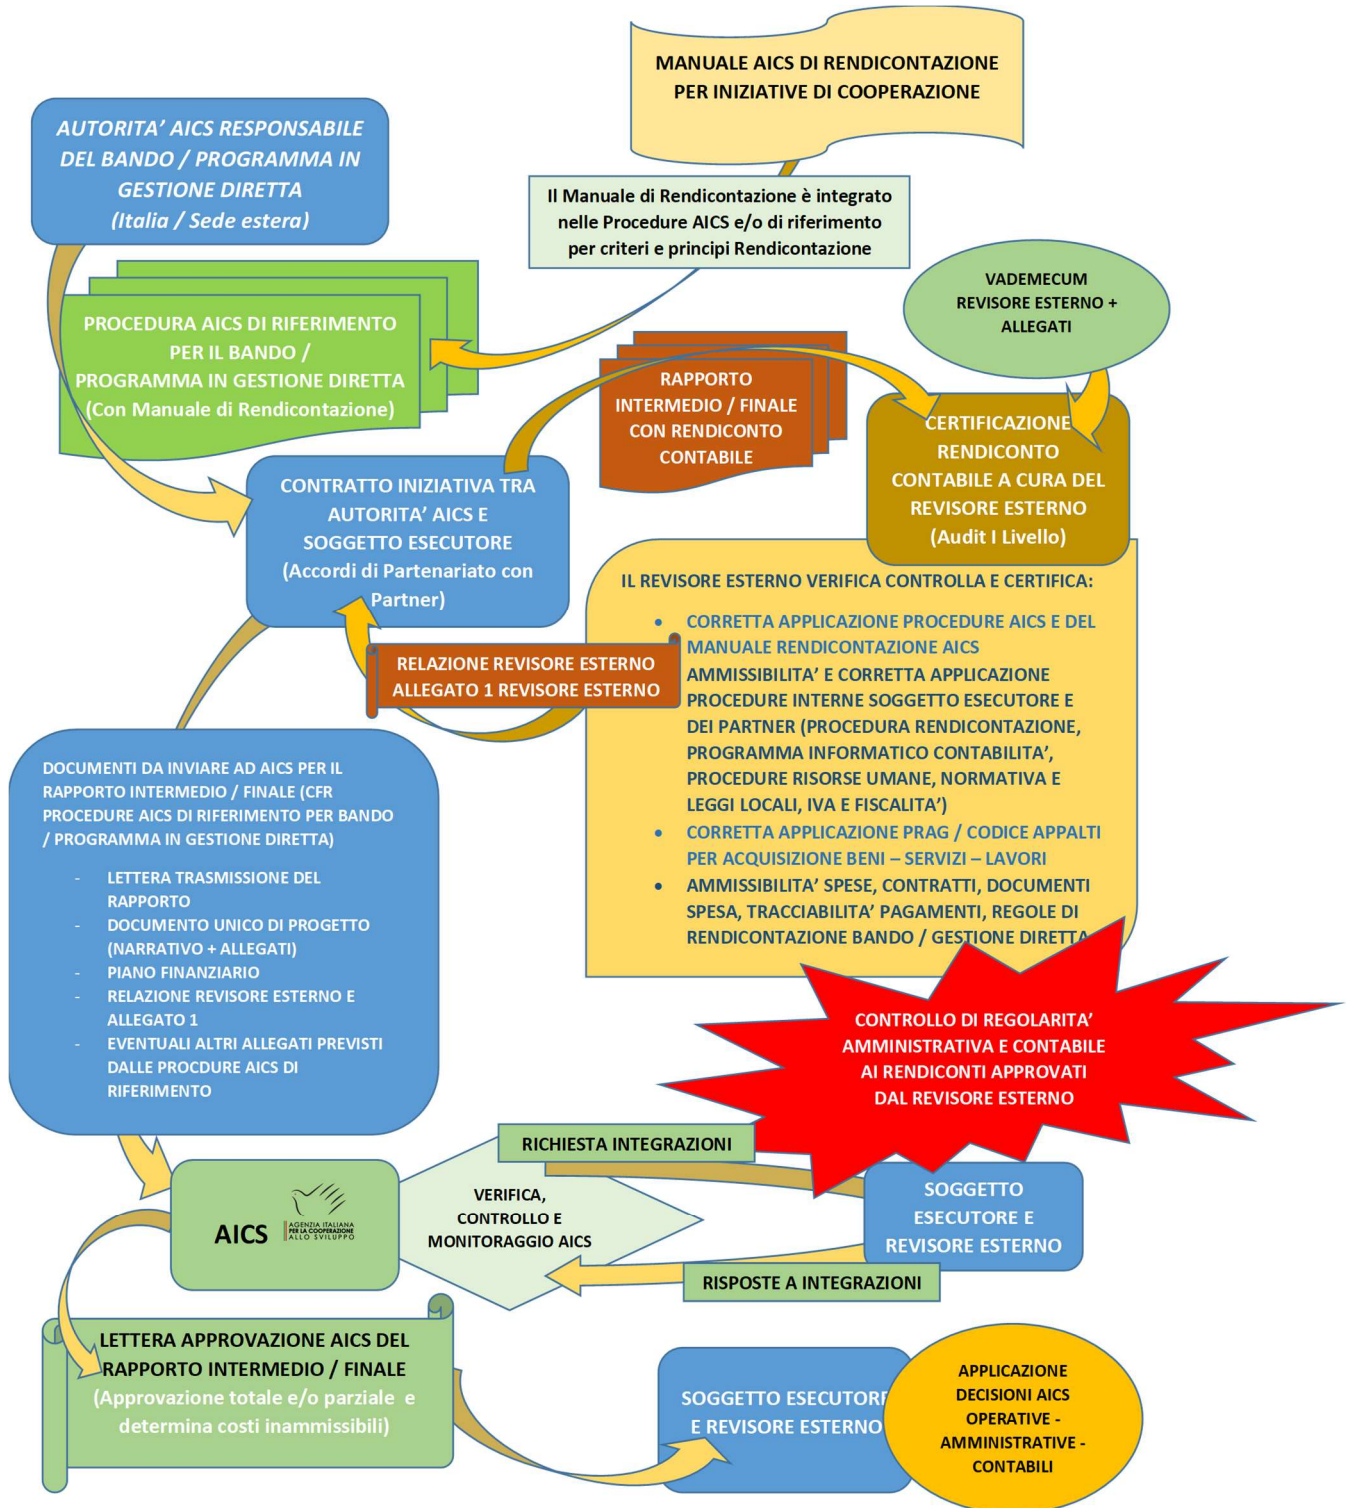 MANUALE AICS DI RENDICONTAZIONE
PER INIZIATIVE DI COOPERAZIONE
AUTORITA’ AICS RESPONSABILE
DEL BANDO / PROGRAMMA IN
GESTIONE DIRETTA
(Italia / Sede estera)
Il Manuale di Rendicontazione è integrato
nelle Procedure AICS e/o di riferimento
per criteri e principi Rendicontazione
VADEMECUM
REVISORE ESTERNO +
ALLEGATI
PROCEDURA AICS DI RIFERIMENTO
PER IL BANDO /
PROGRAMMA IN GESTIONE DIRETTA
(Con Manuale di Rendicontazione)
RAPPORTO
INTERMEDIO / FINALE
CON RENDICONTO
CONTABILE
CERTIFICAZIONE
RENDICONTO
CONTABILE A CURA DEL
REVISORE ESTERNO
(Audit I Livello)
CONTRATTO INIZIATIVA TRA
AUTORITA’ AICS E
SOGGETTO ESECUTORE
(Accordi di Partenariato con
Partner)
IL REVISORE ESTERNO VERIFICA CONTROLLA E CERTIFICA:
• CORRETTA APPLICAZIONE PROCEDURE AICS E DEL
MANUALE RENDICONTAZIONE AICS
AMMISSIBILITA’ E CORRETTA APPLICAZIONE
PROCEDURE INTERNE SOGGETTO ESECUTORE E
DEI PARTNER (PROCEDURA RENDICONTAZIONE,
PROGRAMMA INFORMATICO CONTABILITA’,
PROCEDURE RISORSE UMANE, NORMATIVA E
LEGGI LOCALI, IVA E FISCALITA’)
• CORRETTA APPLICAZIONE PRAG / CODICE APPALTI
PER ACQUISIZIONE BENI – SERVIZI – LAVORI
• AMMISSIBILITA’ SPESE, CONTRATTI, DOCUMENTI
SPESA, TRACCIABILITA’ PAGAMENTI, REGOLE DI
RENDICONTAZIONE BANDO / GESTIONE DIRETTA
RELAZIONE REVISORE ESTERNO
ALLEGATO 1 REVISORE ESTERNO
DOCUMENTI DA INVIARE AD AICS PER IL
RAPPORTO INTERMEDIO / FINALE (CFR
PROCEDURE AICS DI RIFERIMENTO PER BANDO
/ PROGRAMMA IN GESTIONE DIRETTA)
- LETTERA TRASMISSIONE DEL
RAPPORTO
- DOCUMENTO UNICO DI PROGETTO
(NARRATIVO + ALLEGATI)
- PIANO FINANZIARIO
- RELAZIONE REVISORE ESTERNO E
ALLEGATO 1
- EVENTUALI ALTRI ALLEGATI PREVISTI
DALLE PROCDURE AICS DI
RIFERIMENTO
CONTROLLO DI REGOLARITA’
AMMINISTRATIVA E CONTABILE
AI RENDICONTI APPROVATI
DAL REVISORE ESTERNO
RICHIESTA INTEGRAZIONI
AICS
AGENZIA ITALIANA
PER LA COOPERAZIONE
ALLO SVILUPPO
VERIFICA,
CONTROLLO E
MONITORAGGIO AICS
SOGGETTO
ESECUTORE E
REVISORE ESTERNO
RISPOSTE A INTEGRAZIONI
LETTERA APPROVAZIONE AICS DEL
RAPPORTO INTERMEDIO / FINALE
(Approvazione totale e/o parziale e
determina costi inammissibili)
SOGGETTO ESECUTORE
E REVISORE ESTERNO
APPLICAZIONE
DECISIONI AICS
OPERATIVE -
AMMINISTRATIVE -
CONTABILI